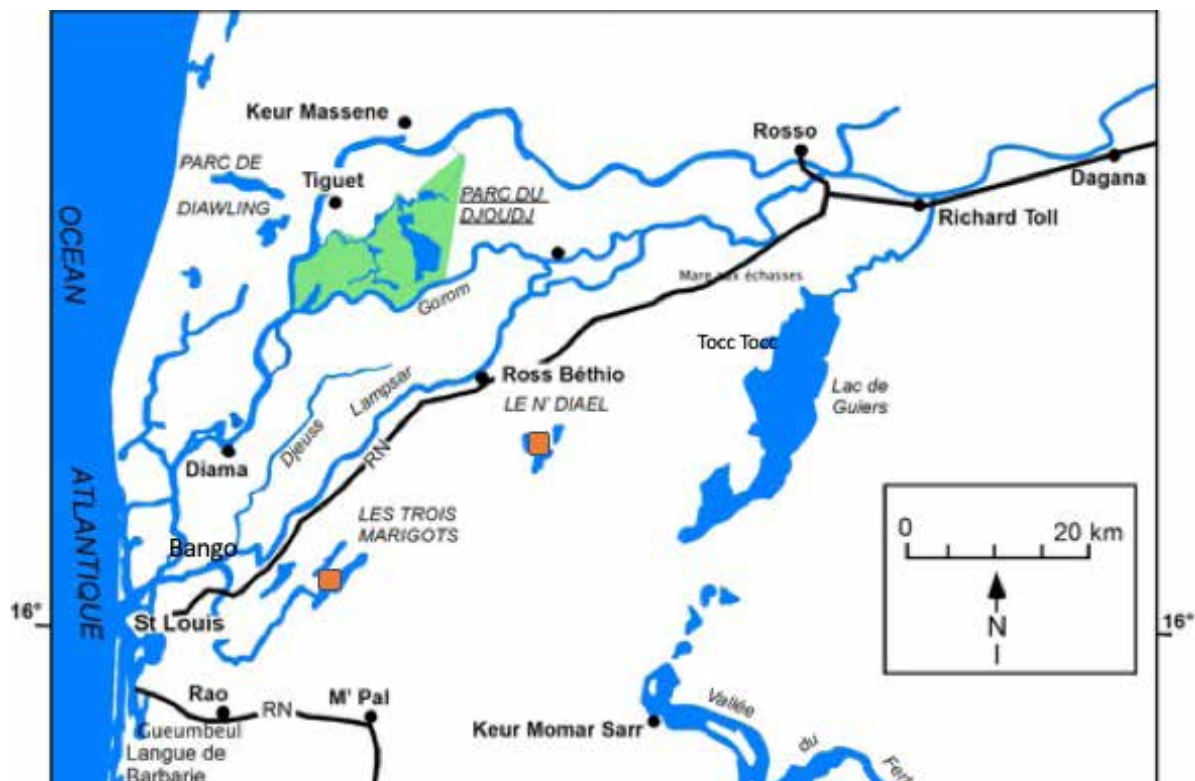 Keur Massene
Rosso
PARC DE
DIAWLING
Tiguet
PARC DU
DJOUDJ
Dagana
Richard Toll
OCEAN
ATLANTIQUE
Gorom
Mare aux échasses
Tocc Tocc
Lac de
Guiers
Ross Béthio
LE N' DIAEL
Lampsar
Djeuss
RN
Diama
LES TROIS
MARIGOTS
Bango
0 20 km
N
16°
St Louis
16°
Rao
RN
M' Pal
Gueumbeul
Langue de
Barbarie
Keur Momar Sarr
Vallée
du